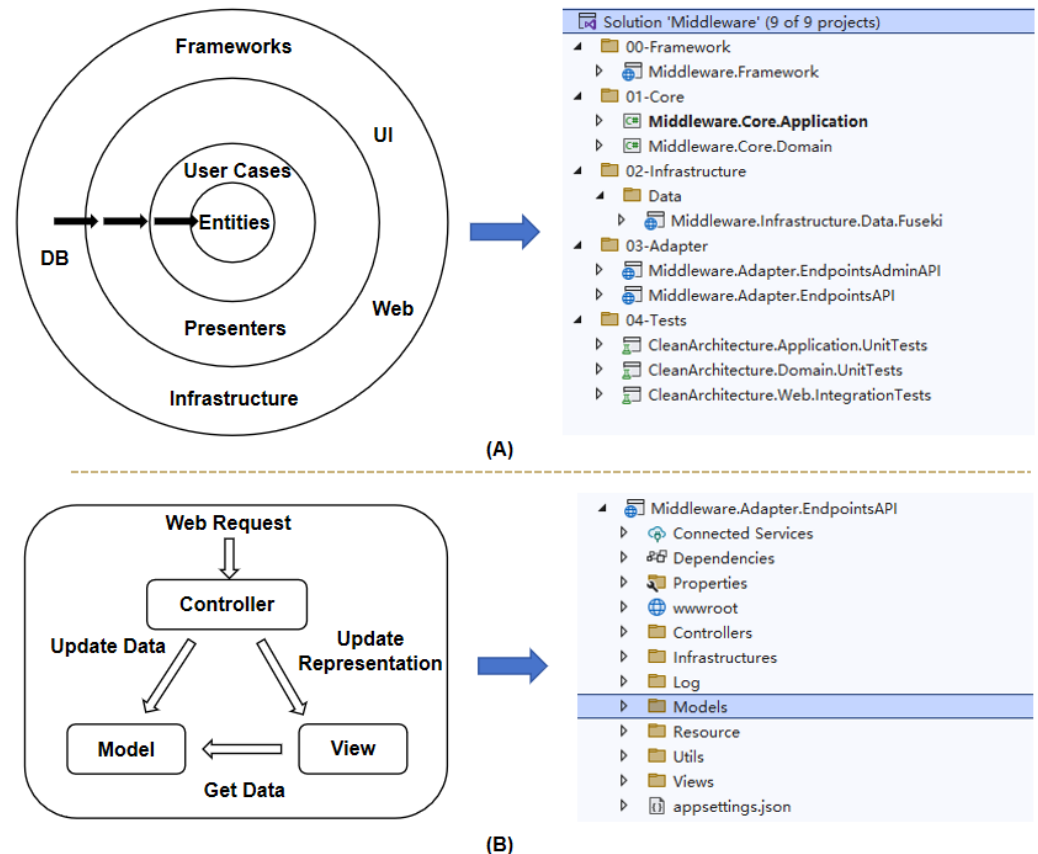 Frameworks
UI
User Cases
Entities
DB
Web
Presenters
Infrastructure
Solution 'Middleware' (9 of 9 projects)
00-Framework
Middleware.Framework
01-Core
Middleware.Core.Application
Middleware.Core.Domain
02-Infrastructure
Data
Middleware.Infrastructure.Data.Fuseki
03-Adapter
Middleware.Adapter.EndpointsAdminAPI
Middleware.Adapter.EndpointsAPI
04-Tests
CleanArchitecture.Application.UnitTests
CleanArchitecture.Domain.UnitTests
CleanArchitecture.Web.IntegrationTests
(A)
Web Request
Controller
Update Data
Update
Representation
Model
View
Get Data
Middleware.Adapter.EndpointsAPI
Connected Services
Dependencies
Properties
wwwroot
Controllers
Infrastructures
Log
Models
Resource
Utils
Views
appsettings.json
(B)